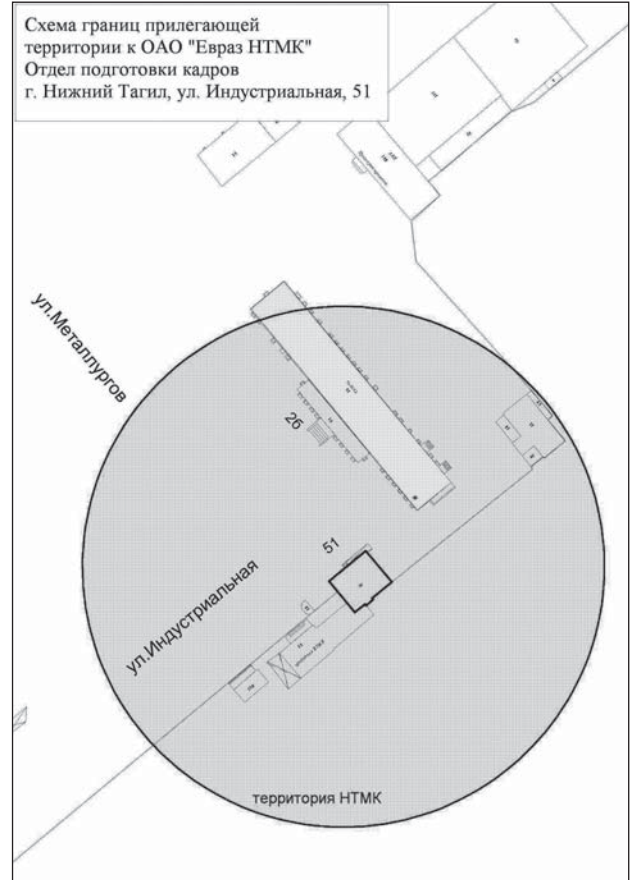 Схема границ прилегающей
территории к ОАО "Евраз НТМК"
Отдел подготовки кадров
г. Нижний Тагил, ул. Индустриальная, 51
ул.Металлургов
26
51
ул.Индустриальная
территория НТМК